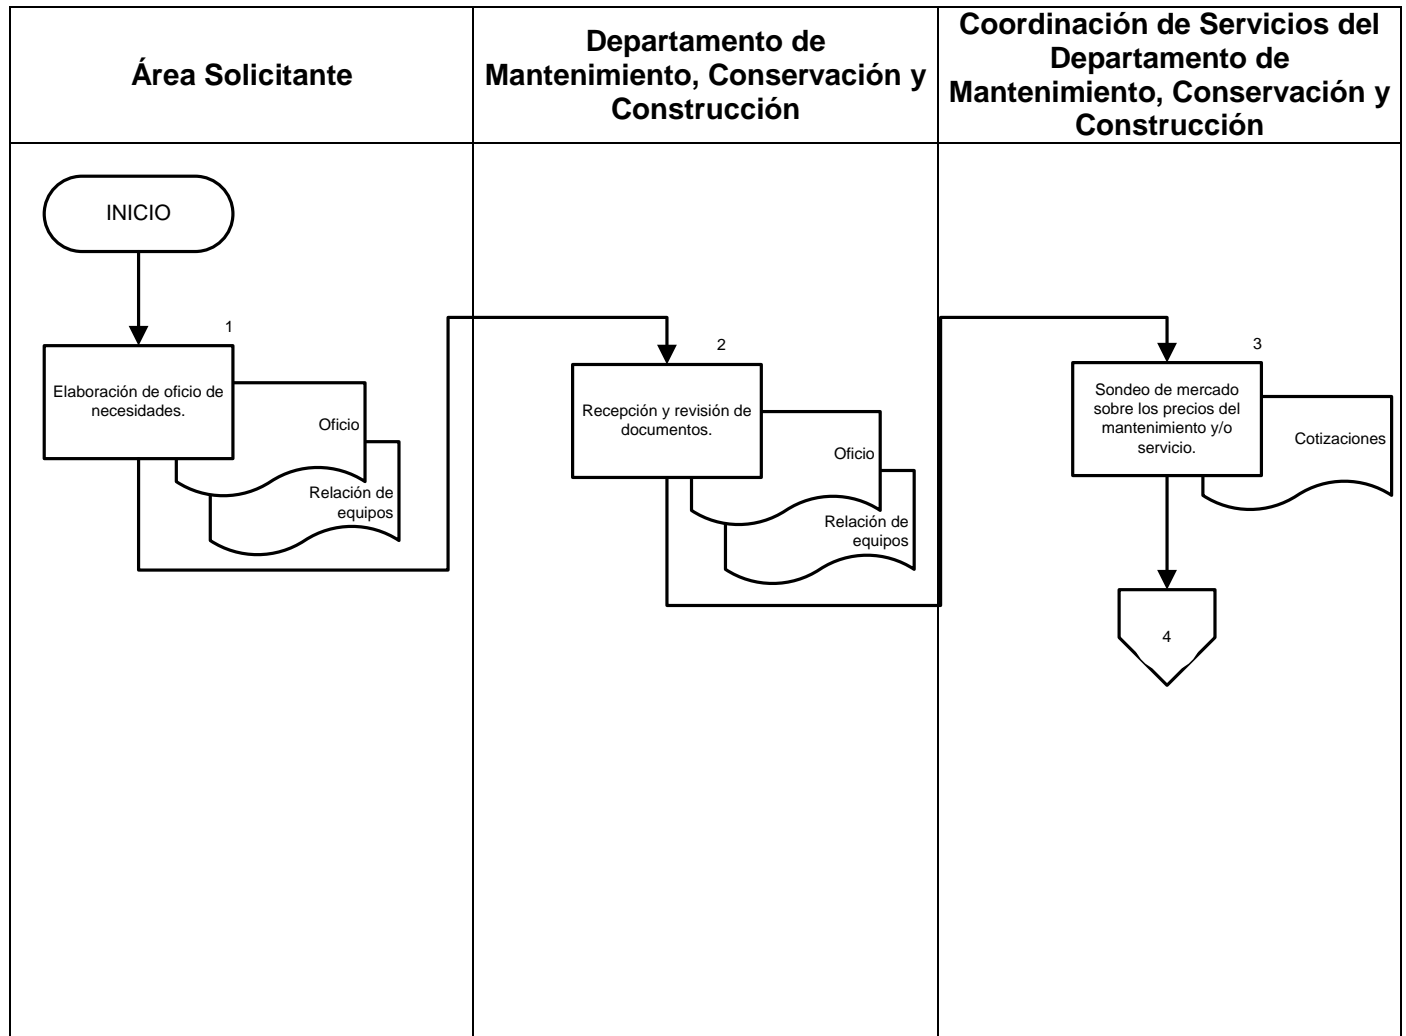 Área Solicitante
Departamento de
Mantenimiento, Conservación y
Construcción
Coordinación de Servicios del
Departamento de
Mantenimiento, Conservación y
Construcción
INICIO
1
Elaboración de oficio de
necesidades.
Oficio
Relación de
equipos
2
Recepción y revisión de
documentos.
Oficio
Relación de
equipos
3
Sondeo de mercado
sobre los precios del
mantenimiento y/o
servicio.
Cotizaciones
4